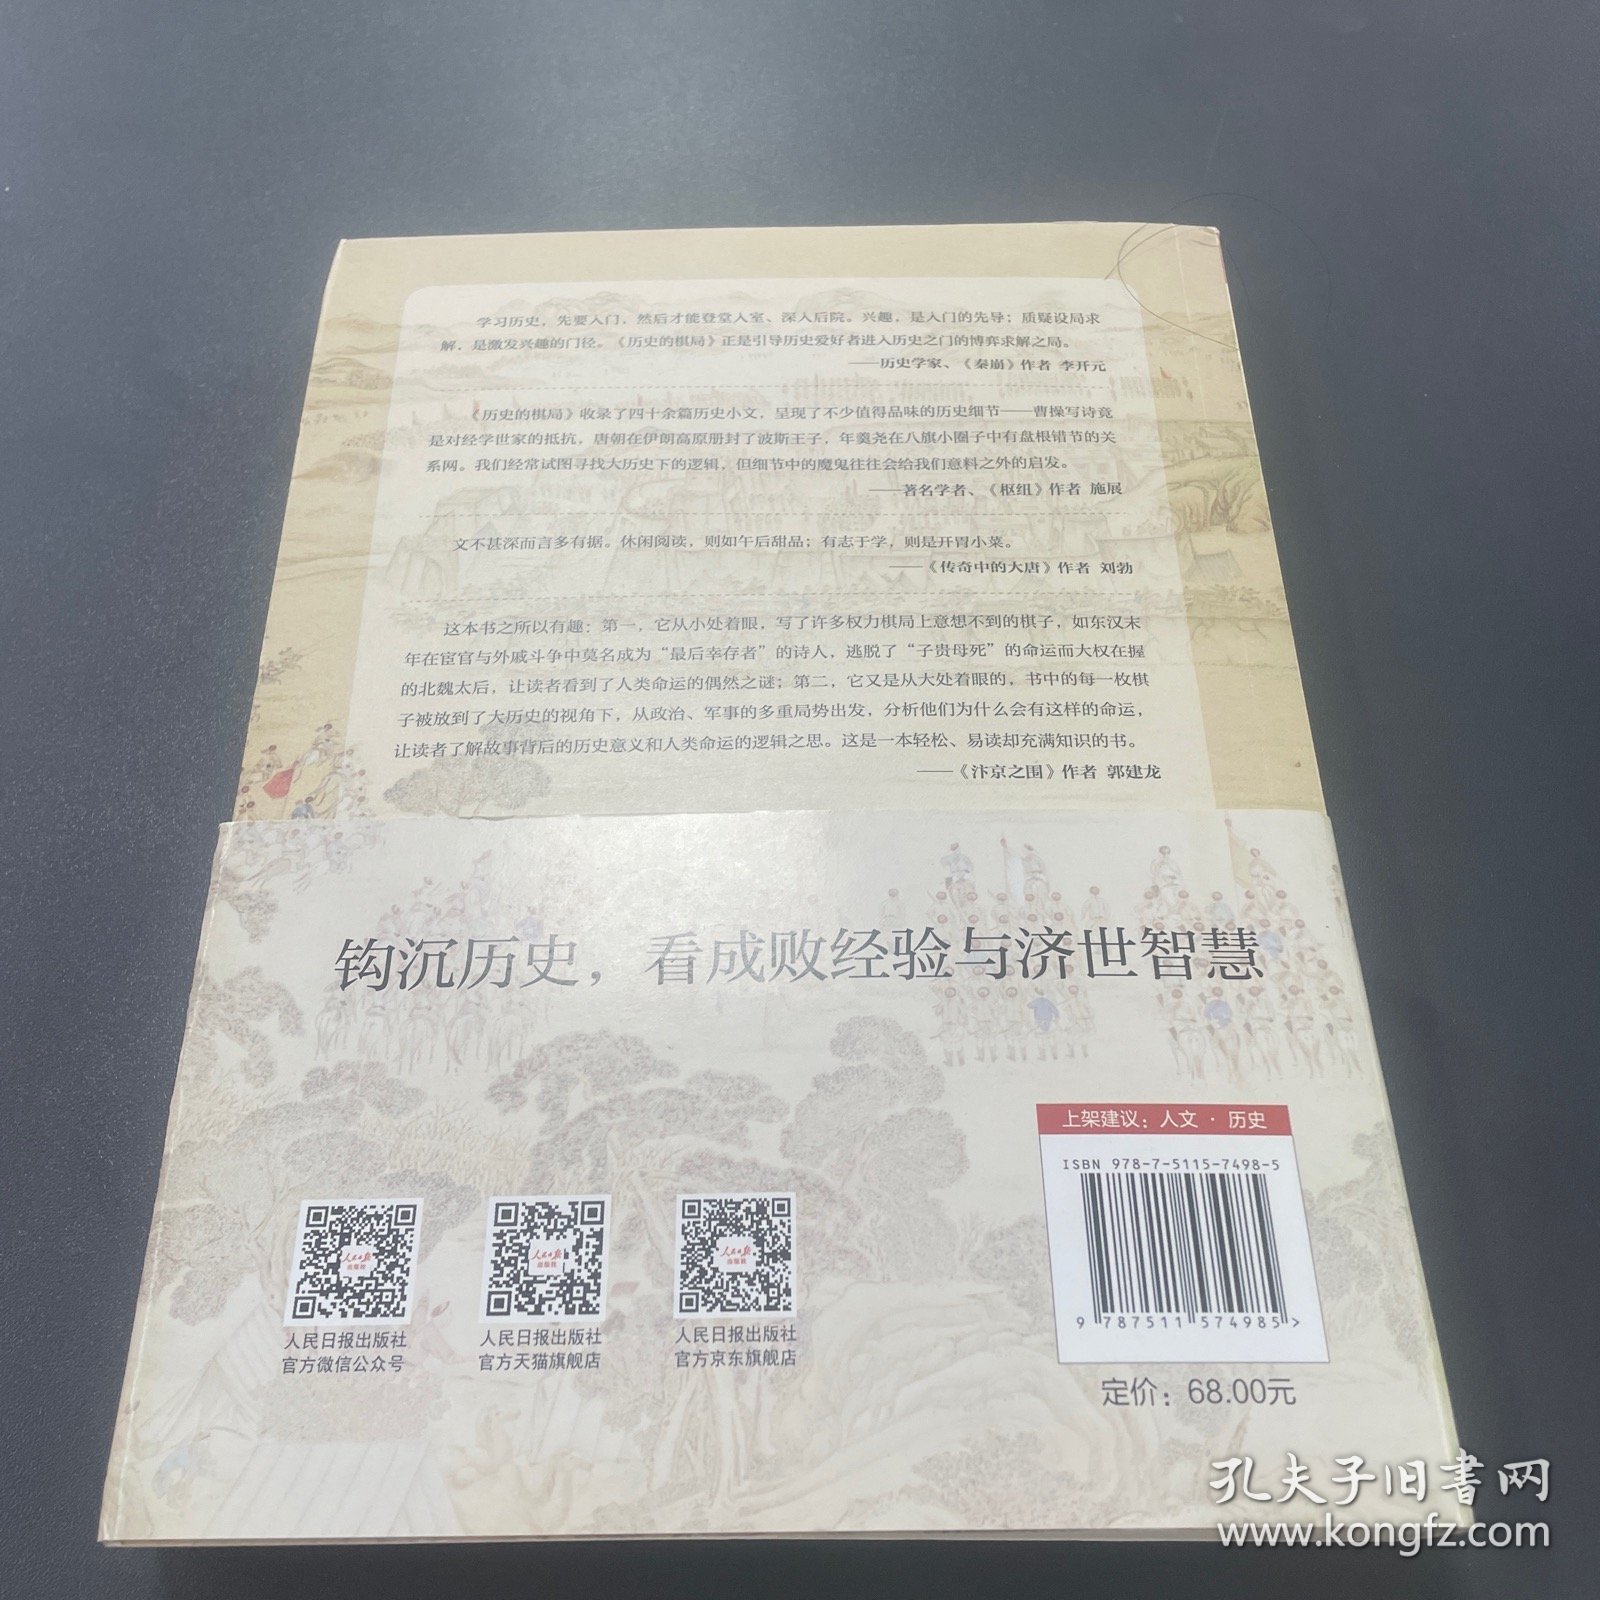 学习历史，先要入门，然后才能登堂入室、深入后院。兴趣，是入门的先导；质疑设局求
解，是激发兴趣的门径。《历史的棋局》正是引导历史爱好者进入历史之门的博弈求解之局。
——历史学家、《秦崩》作者 李开元
《历史的棋局》收录了四十余篇历史小文，呈现了不少值得品味的历史细节——曹操写诗竟
是对经学世家的抵抗，唐朝在伊朗高原册封了波斯王子，年羹尧在八旗小圈子中有盘根错节的关
系网。我们经常试图寻找大历史下的逻辑，但细节中的魔鬼往往会给我们意料之外的启发。
——著名学者、《枢纽》作者 施展
文不甚深而言多有据。休闲阅读，则如午后甜品；有志于学，则是开胃小菜。
——《传奇中的大唐》作者 刘勃
这本书之所以有趣：第一，它从小处着眼，写了许多权力棋局上意想不到的棋子，如东汉末
年在宦官与外戚斗争中莫名成为“最后幸存者”的诗人，逃脱了“子贵母死”的命运而大权在握
的北魏太后，让读者看到了人类命运的偶然之谜；第二，它又是从大处着眼的，书中的每一枚棋
子被放到了大历史的视角下，从政治、军事的多重局势出发，分析他们为什么会有这样的命运，
让读者了解故事背后的历史意义和人类命运的逻辑之思。这是一本轻松、易读却充满知识的书。
——《汴京之围》作者 郭建龙
钩沉历史，看成败经验与济世智慧
上架建议：人文·历史
ISBN 978-7-5115-7498-5
9 787511 574985>
定价：68.00元
人民日报
出版社
人民日报出版社
官方微信公众号
人民日报
出版社
人民日报出版社
官方天猫旗舰店
人民日报
出版社
人民日报出版社
官方京东旗舰店
孔夫子旧书网
www.kongfz.com